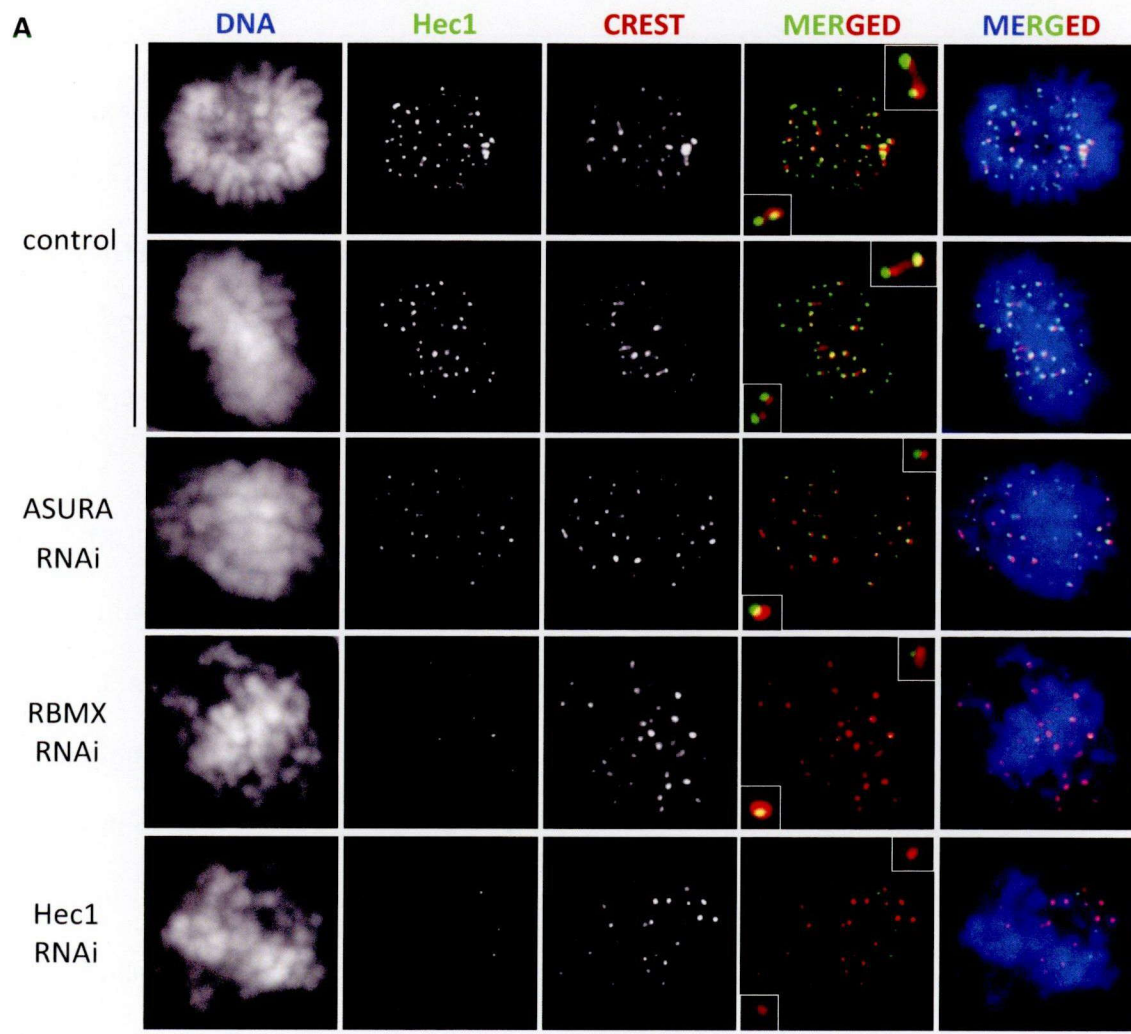 A
DNA Hec1 CREST MERGED MERGED
control
ASURA
RNAi
RBMX
RNAi
Hec1
RNAi